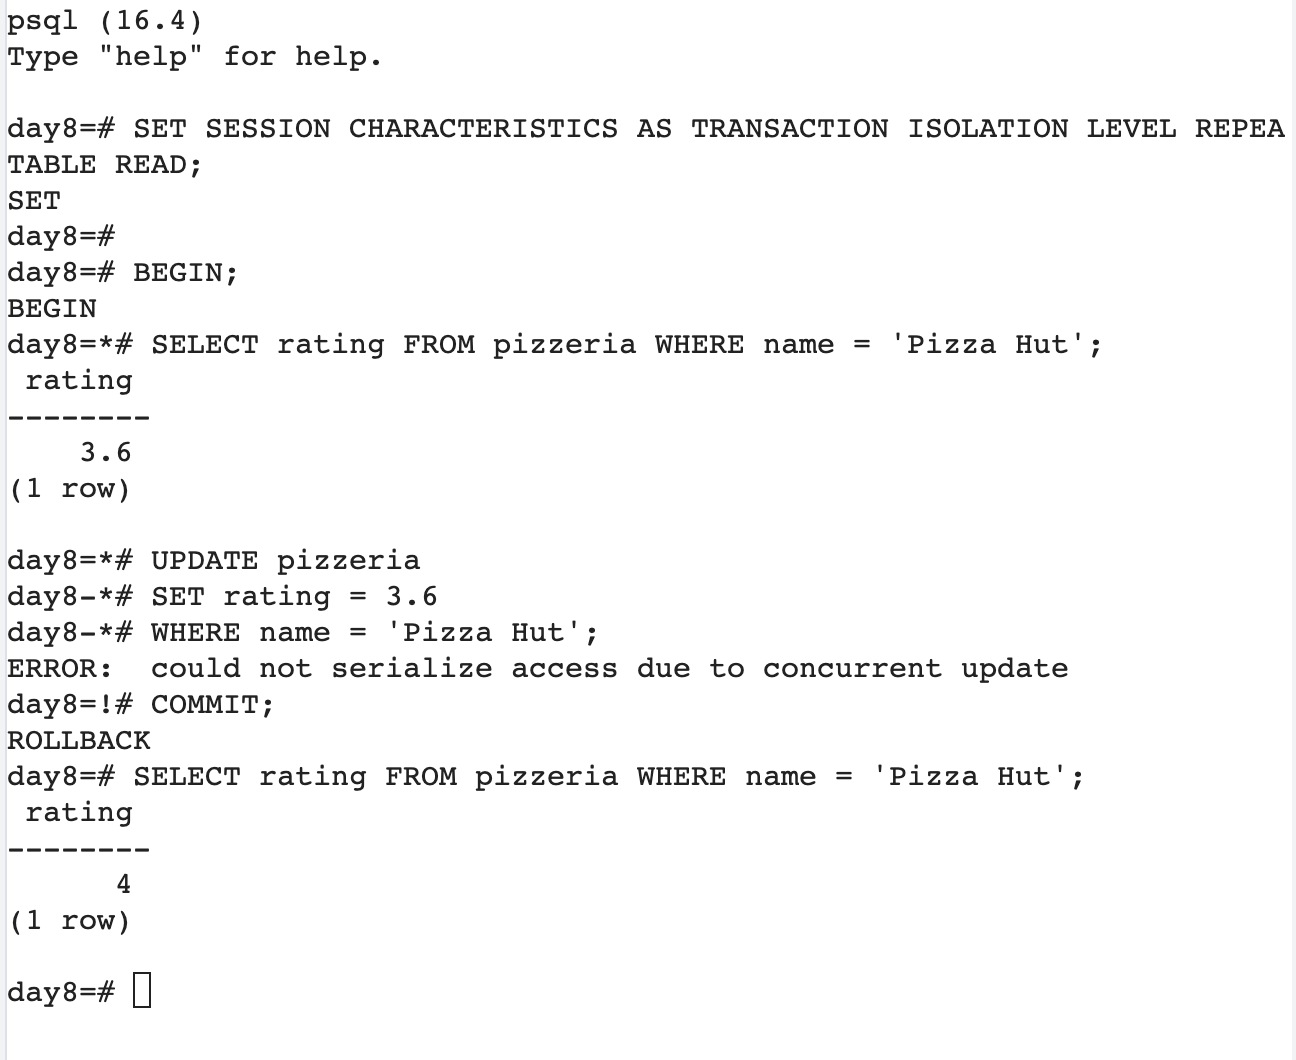 psql (16.4)
Type "help" for help.
day8=# SET SESSION CHARACTERISTICS AS TRANSACTION ISOLATION LEVEL REPEA
TABLE READ;
SET
day8=#
day8=# BEGIN;
BEGIN
day8=*# SELECT rating FROM pizzeria WHERE name = 'Pizza Hut';
 rating
--------
    3.6
(1 row)
day8=*# UPDATE pizzeria
day8-*# SET rating = 3.6
day8-*# WHERE name = 'Pizza Hut';
ERROR:  could not serialize access due to concurrent update
day8=!# COMMIT;
ROLLBACK
day8=# SELECT rating FROM pizzeria WHERE name = 'Pizza Hut';
 rating
--------
      4
(1 row)
day8=#